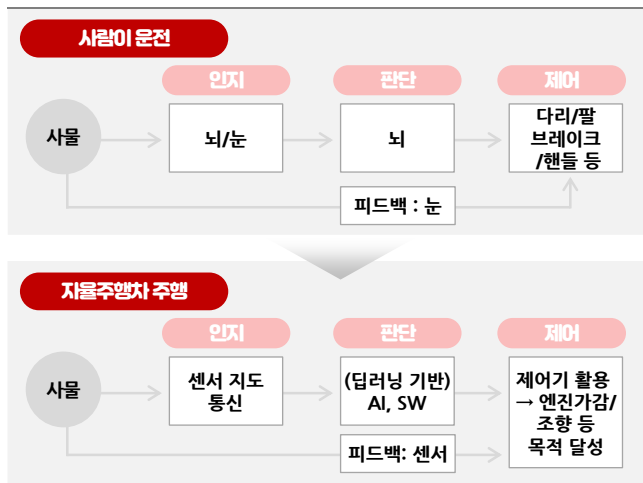 사람이 운전
인지
판단
제어
사물
뇌/눈
뇌
다리/팔
브레이크
/핸들 등
피드백 : 눈
자율주행차 주행
인지
판단
제어
사물
센서 지도
통신
(딥러닝 기반)
AI, SW
제어기 활용
→ 엔진가감/
조향 등
목적 달성
피드백: 센서